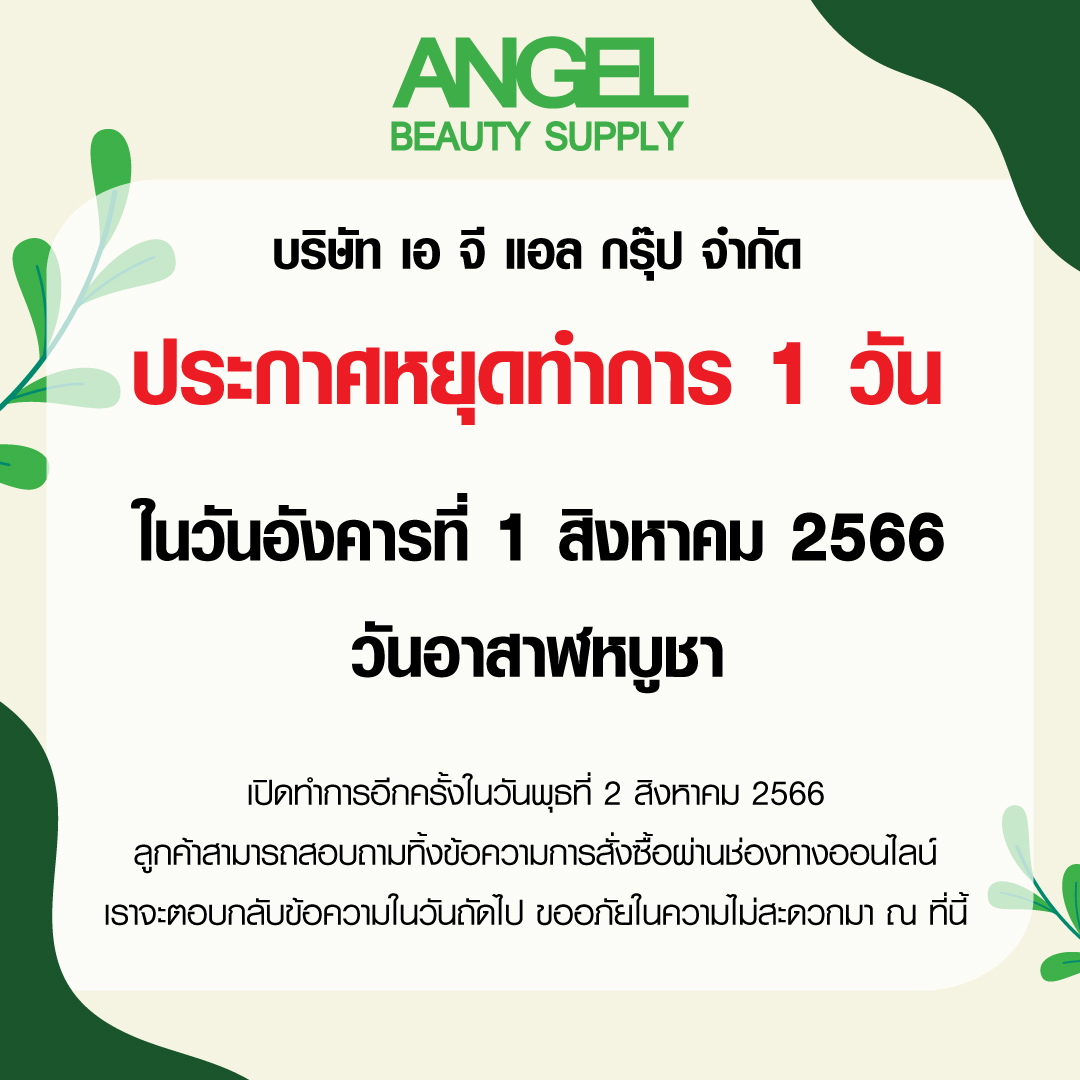 ANGEL
BEAUTY SUPPLY
บริษัท เอ จี แอล กรุ๊ป จำกัด
ประกาศหยุดทำการ 1 วัน
ในวันอังคารที่ 1 สิงหาคม 2566
วันอาสาฬหบูชา
เปิดทำการอีกครั้งในวันพุธที่ 2 สิงหาคม 2566
ลูกค้าสามารถสอบถามทิ้งข้อความการสั่งซื้อผ่านช่องทางออนไลน์
เราจะตอบกลับข้อความในวันถัดไป ขออภัยในความไม่สะดวกมา ณ ที่นี้